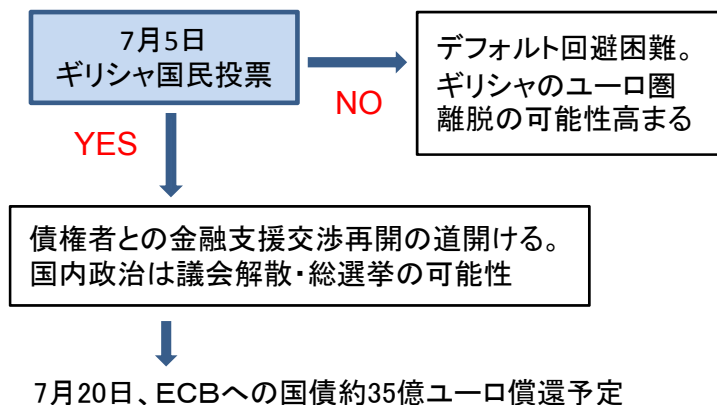 7月5日
ギリシャ国民投票
NO
デフォルト回避困難。
ギリシャのユーロ圏
離脱の可能性高まる
YES
債権者との金融支援交渉再開の道開ける。
国内政治は議会解散・総選挙の可能性
7月20日、ＥＣＢへの国債約35億ユーロ償還予定